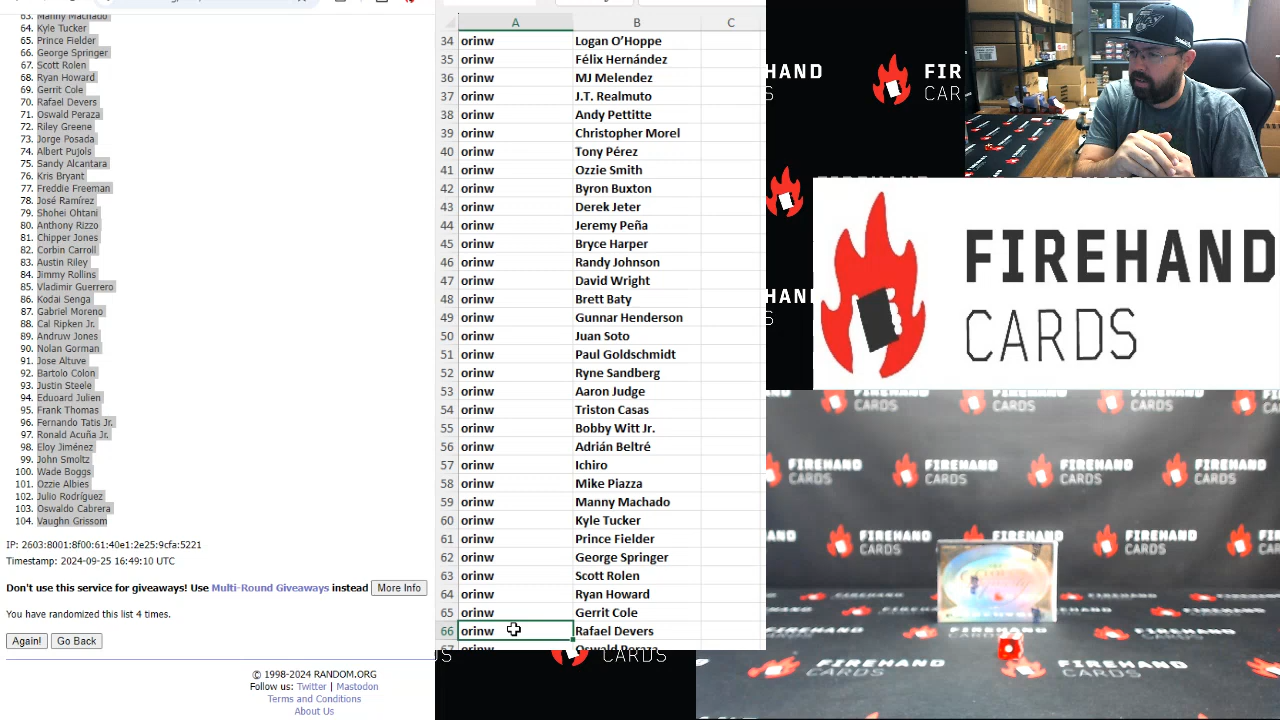 63. Manny Machado
64. Kyle Tucker
65. Prince Fielder
66. George Springer
67. Scott Rolen
68. Ryan Howard
69. Gerrit Cole
70. Rafael Devers
71. Oswald Peraza
72. Riley Greene
73. Jorge Posada
74. Albert Pujols
75. Sandy Alcantara
76. Kris Bryant
77. Freddie Freeman
78. José Ramírez
79. Shohei Ohtani
80. Anthony Rizzo
81. Chipper Jones
82. Corbin Carroll
83. Austin Riley
84. Jimmy Rollins
85. Vladimir Guerrero
86. Kodai Senga
87. Gabriel Moreno
88. Cal Ripken Jr.
89. Andruw Jones
90. Nolan Gorman
91. Jose Altuve
92. Bartolo Colon
93. Justin Steele
94. Eduoard Julien
95. Frank Thomas
96. Fernando Tatis Jr.
97. Ronald Acuña Jr.
98. Eloy Jiménez
99. John Smoltz
100. Wade Boggs
101. Ozzie Albies
102. Julio Rodríguez
103. Oswaldo Cabrera
104. Vaughn Grissom
IP: 2603:8001:8f00:61:40e1:2e25:9cfa:5221
Timestamp: 2024-09-25 16:49:10 UTC
Don't use this service for giveaways! Use Multi-Round Giveaways instead More Info
You have randomized this list 4 times.
Again! Go Back
© 1998-2024 RANDOM.ORG
Follow us: Twitter | Mastodon
Terms and Conditions
About Us
A B C
34 orinw Logan O’Hoppe
35 orinw Félix Hernández
36 orinw MJ Melendez
37 orinw J.T. Realmuto
38 orinw Andy Pettitte
39 orinw Christopher Morel
40 orinw Tony Pérez
41 orinw Ozzie Smith
42 orinw Byron Buxton
43 orinw Derek Jeter
44 orinw Jeremy Peña
45 orinw Bryce Harper
46 orinw Randy Johnson
47 orinw David Wright
48 orinw Brett Baty
49 orinw Gunnar Henderson
50 orinw Juan Soto
51 orinw Paul Goldschmidt
52 orinw Ryne Sandberg
53 orinw Aaron Judge
54 orinw Triston Casas
55 orinw Bobby Witt Jr.
56 orinw Adrián Beltré
57 orinw Ichiro
58 orinw Mike Piazza
59 orinw Manny Machado
60 orinw Kyle Tucker
61 orinw Prince Fielder
62 orinw George Springer
63 orinw Scott Rolen
64 orinw Ryan Howard
65 orinw Gerrit Cole
66 orinw Rafael Devers
67 orinw Oswald Peraza
FIREHAND
CARDS